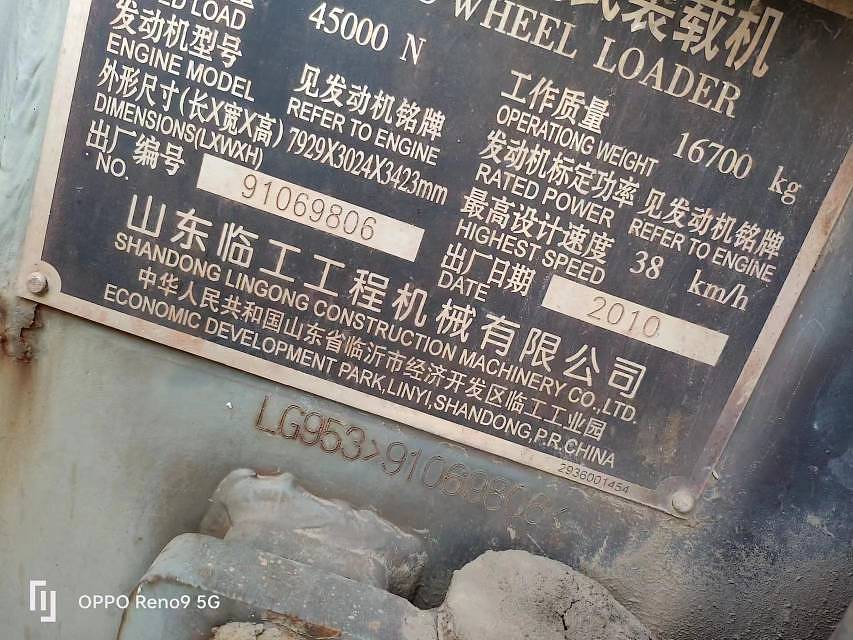 装载机
WHEEL LOADER
ED LOAD
45000 N
发动机型号
ENGINE MODEL
见发动机铭牌
REFER TO ENGINE
工作质量
OPERATIONG WEIGHT
16700 kg
外形尺寸(长X宽X高)
DIMENSIONS(LXWXH)
7929X3024X3423mm
发动机标定功率
RATED POWER
见发动机铭牌
REFER TO ENGINE
出厂编号
NO.
91069806
最高设计速度
HIGHEST SPEED
38 km/h
出厂日期
DATE
2010
山东临工工程机械有限公司
SHANDONG LINGONG CONSTRUCTION MACHINERY CO.,LTD.
中华人民共和国山东省临沂市经济开发区临工工业园
ECONOMIC DEVELOPMENT PARK,LINYI,SHANDONG,P.R.CHINA
2936001454
LG953>91069806<
OPPO Reno9 5G